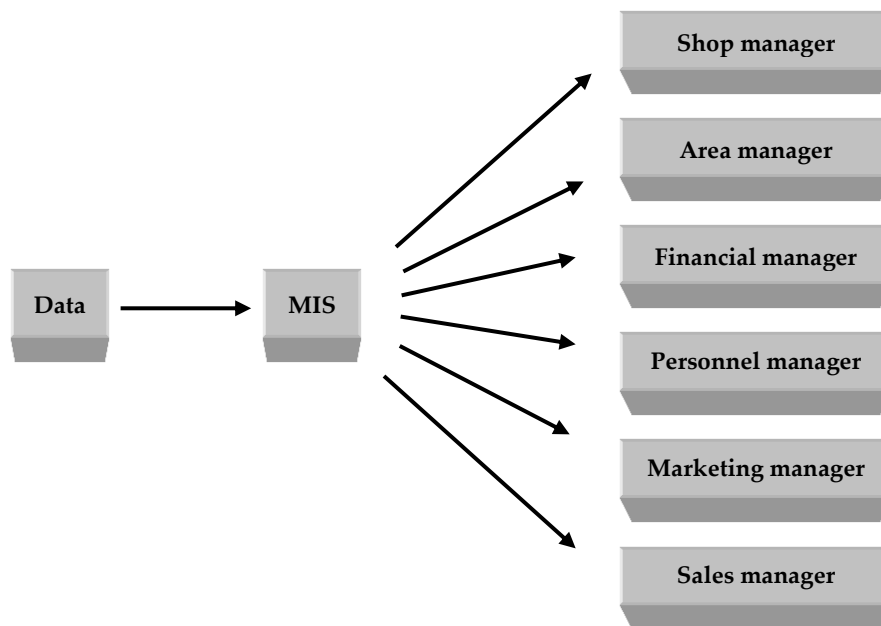 Shop manager
Area manager
Financial manager
Data
MIS
Personnel manager
Marketing manager
Sales manager